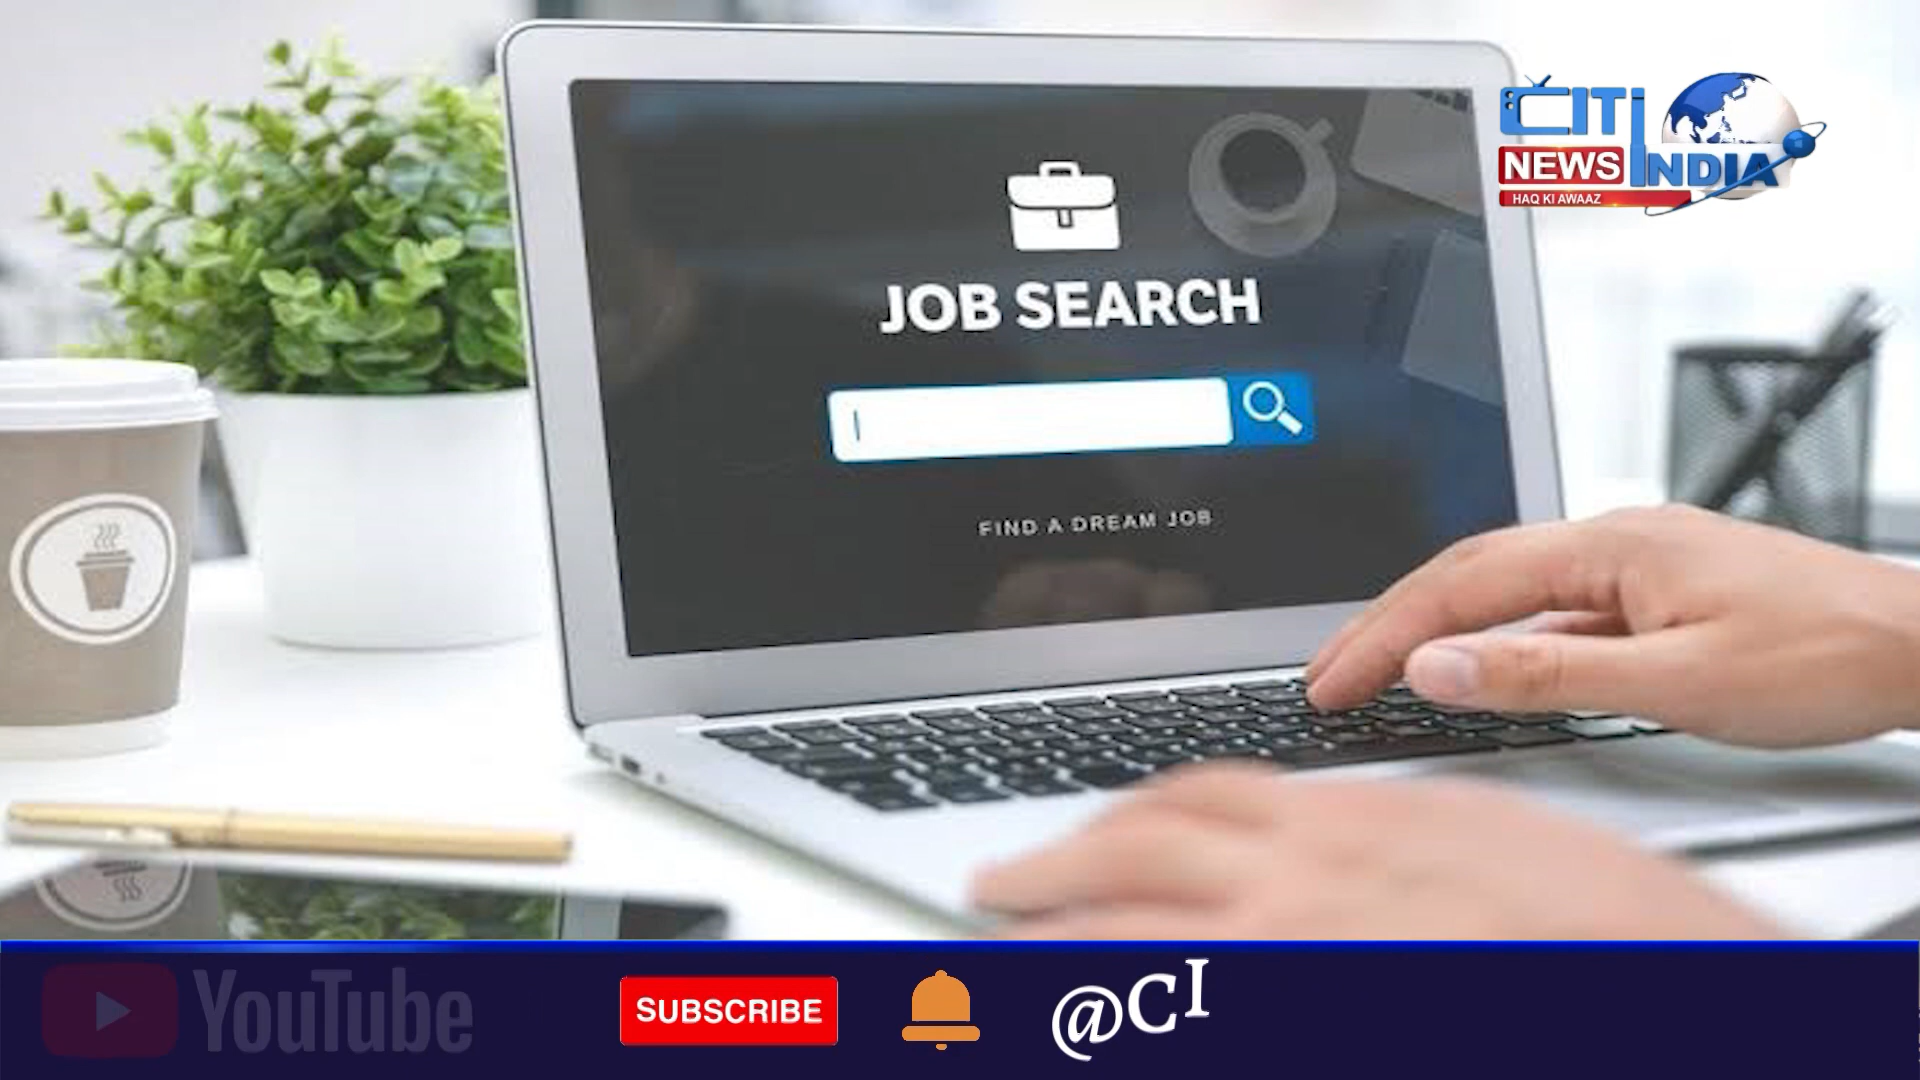 CITI
NEWS INDIA
HAQ KI AWAAZ
JOB SEARCH
FIND A DREAM JOB
YouTube
SUBSCRIBE
@CI